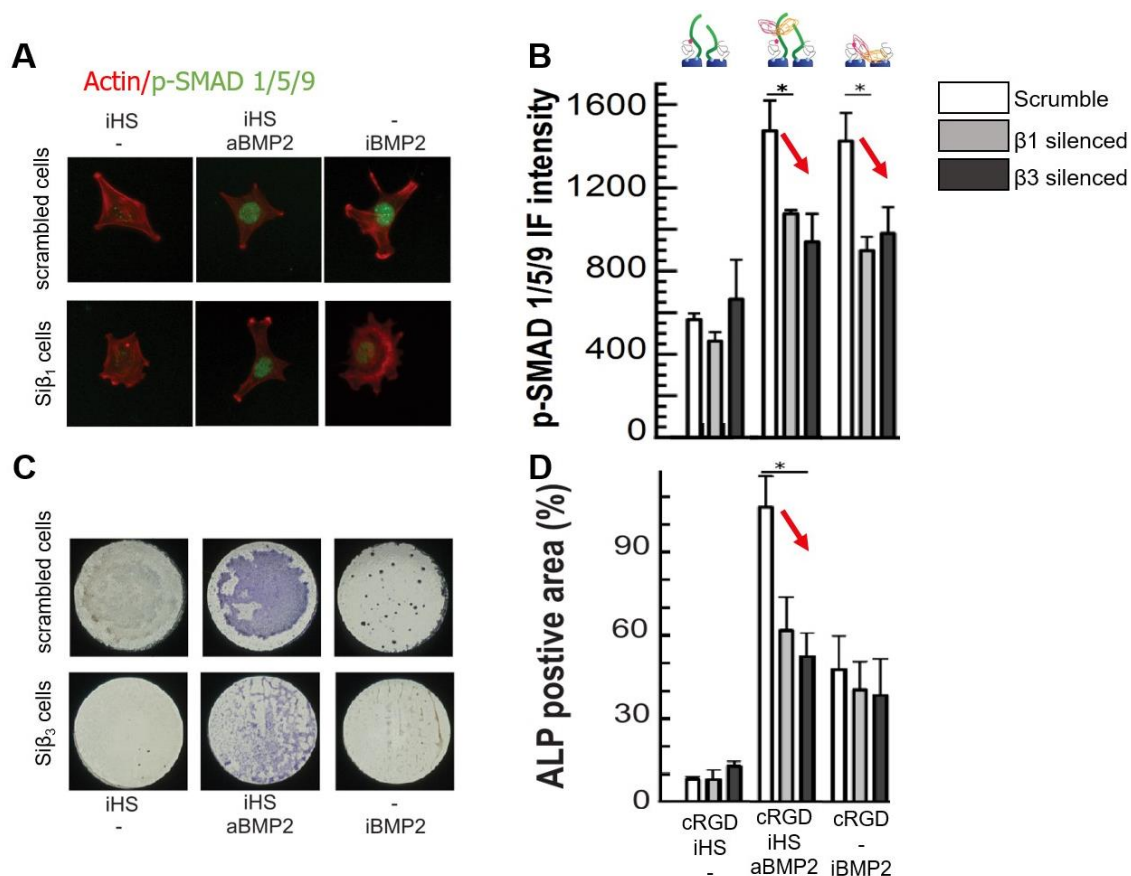 A
Actin/p-SMAD 1/5/9
iHS
-
iHS
aBMP2
-
iBMP2
scrambled cells
Siβ1 cells
B
p-SMAD 1/5/9 IF intensity
1600
1200
800
400
0
*
*
Scrumble
β1 silenced
β3 silenced
C
scrambled cells
Siβ3 cells
iHS
-
iHS
aBMP2
-
iBMP2
D
ALP postive area (%)
90
60
30
0
*
cRGD
iHS
-
cRGD
iHS
aBMP2
cRGD
-
iBMP2